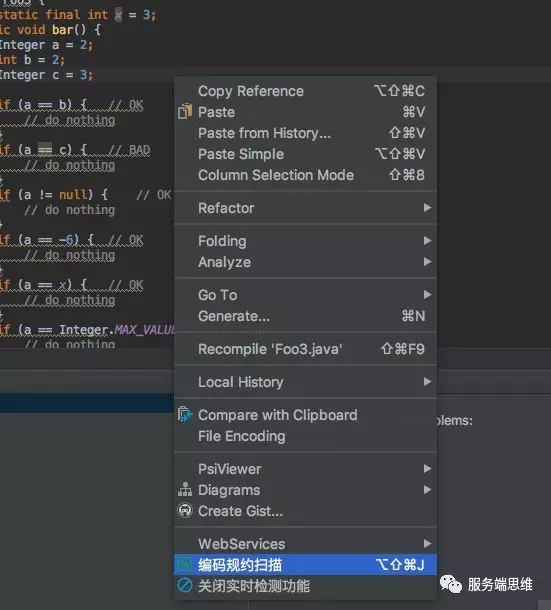 Foo3 {
static final int x = 3;
ic void bar() {
Integer a = 2;
int b = 2;
Integer c = 3;
if (a == b) {   // OK
// do nothing
}
if (a == c) {   // BAD
// do nothing
}
if (a != null) {    // OK
// do nothing
}
if (a == -6) {  // OK
// do nothing
}
if (a == x) {   // OK
// do nothing
}
if (a == Integer.MAX_VALU
// do nothing
Copy Reference ⌥⇧⌘C
Paste ⌘V
Paste from History... ⇧⌘V
Paste Simple ⌥⇧⌘V
Column Selection Mode ⇧⌘8
Refactor
Folding
Analyze
Go To
Generate... ⌘N
Recompile 'Foo3.java' ⇧⌘F9
Local History
Compare with Clipboard
File Encoding
PsiViewer
Diagrams
Create Gist...
WebServices
编码规约扫描 ⌥⇧⌘J
关闭实时检测功能
blems:
服务端思维